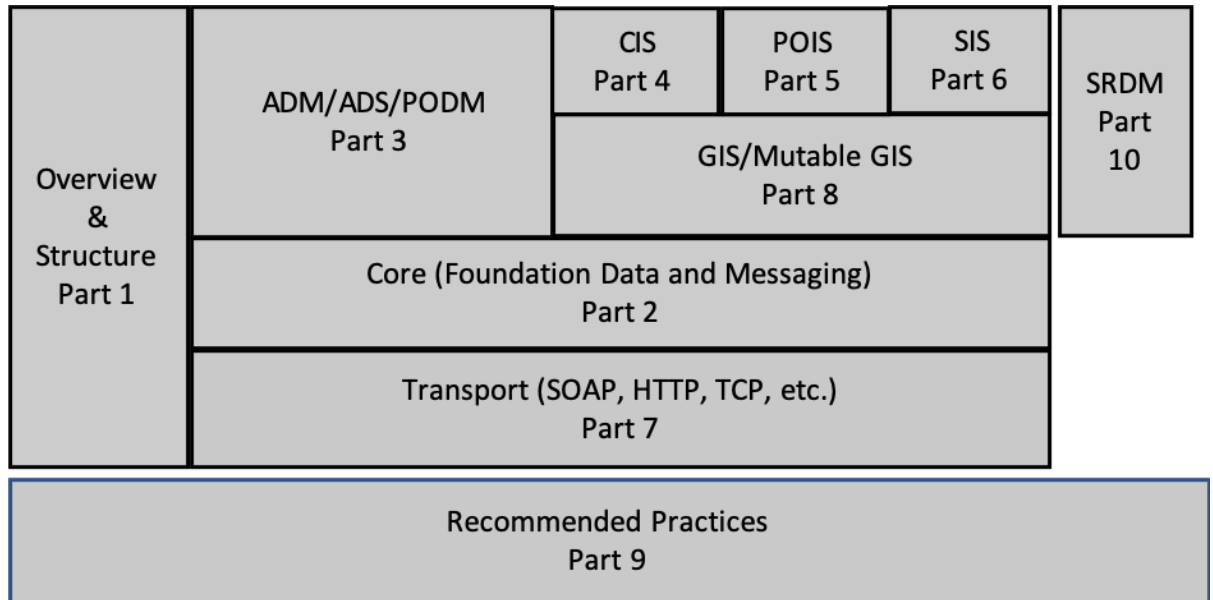 Overview
&
Structure
Part 1
ADM/ADS/PODM
Part 3
CIS
Part 4
POIS
Part 5
SIS
Part 6
GIS/Mutable GIS
Part 8
SRDM
Part
10
Core (Foundation Data and Messaging)
Part 2
Transport (SOAP, HTTP, TCP, etc.)
Part 7
Recommended Practices
Part 9